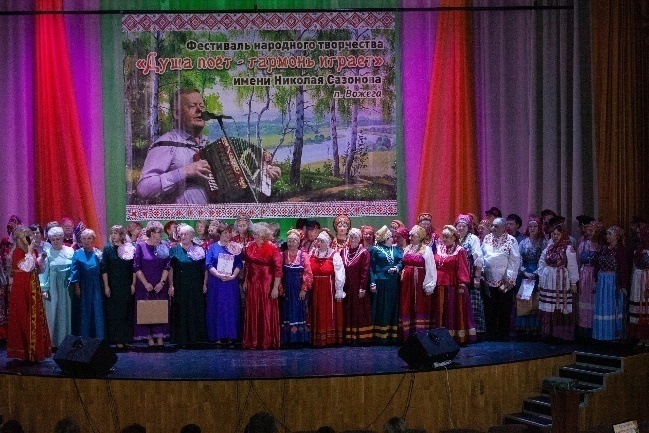 Фестиваль народного творчества
«Душа поёт - гармонь играет»
имени Николая Сазонова
п. Вожега